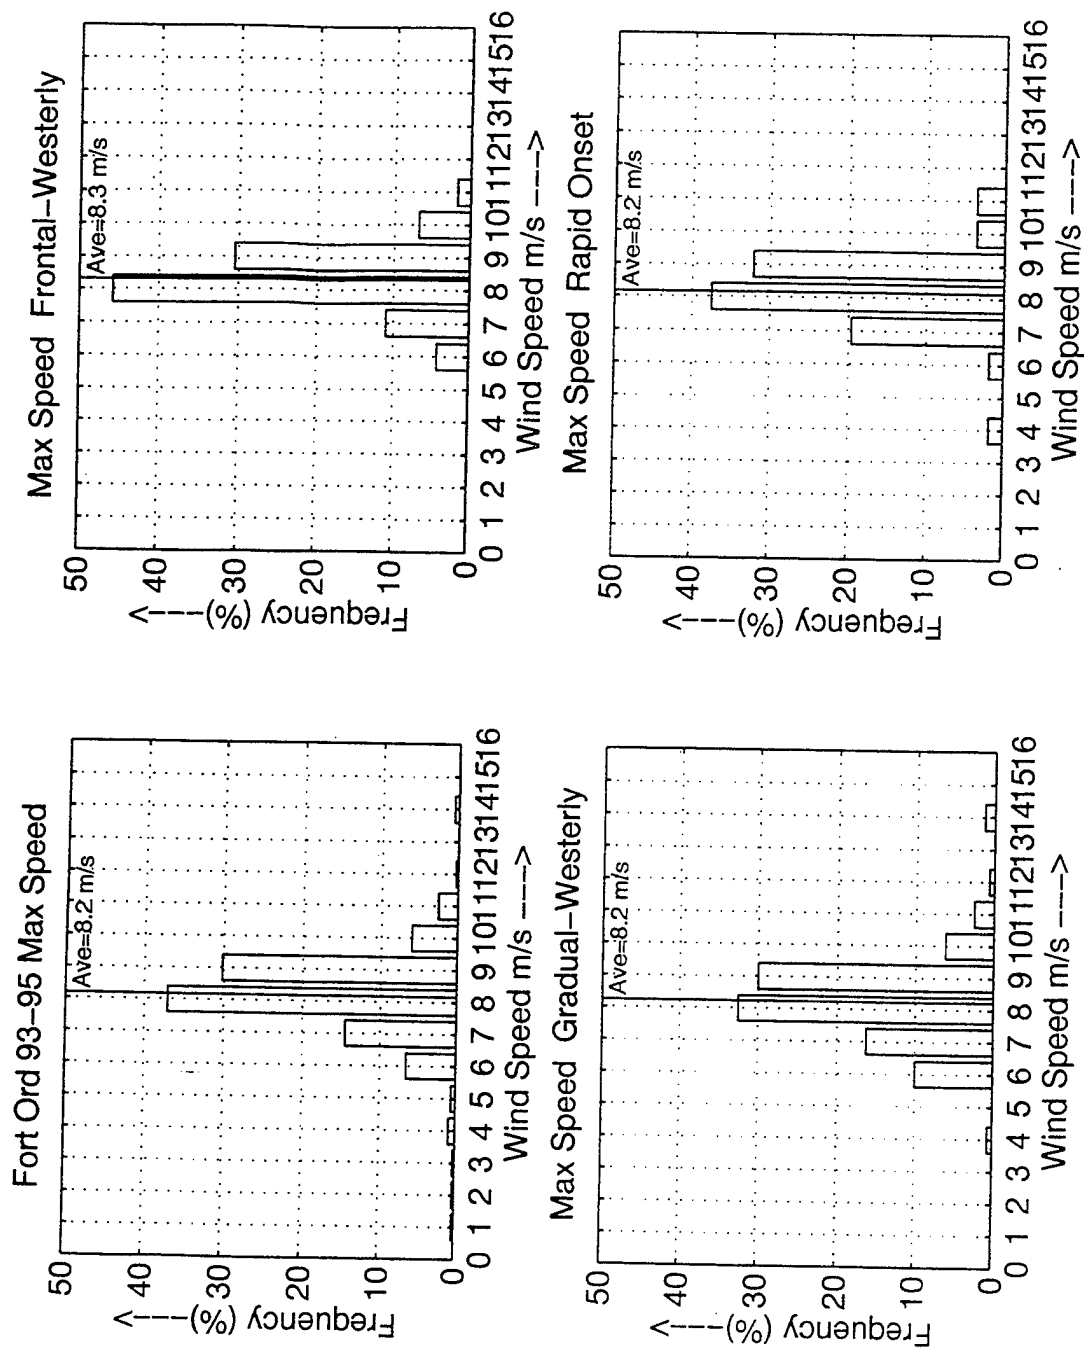 Fort Ord 93-95 Max Speed
Ave=8.2 m/s
50
40
30
20
10
0
Frequency (%)--->
0 1 2 3 4 5 6 7 8 9 10 11 12 13 14 15 16
Wind Speed m/s ---->
Max Speed Frontal-Westerly
Ave=8.3 m/s
50
40
30
20
10
0
Frequency (%)--->
0 1 2 3 4 5 6 7 8 9 10 11 12 13 14 15 16
Wind Speed m/s ---->
Max Speed Gradual-Westerly
Ave=8.2 m/s
50
40
30
20
10
0
Frequency (%)---->
0 1 2 3 4 5 6 7 8 9 10 11 12 13 14 15 16
Wind Speed m/s ---->
Max Speed Rapid Onset
Ave=8.2 m/s
50
40
30
20
10
0
Frequency (%)---->
0 1 2 3 4 5 6 7 8 9 10 11 12 13 14 15 16
Wind Speed m/s ---->